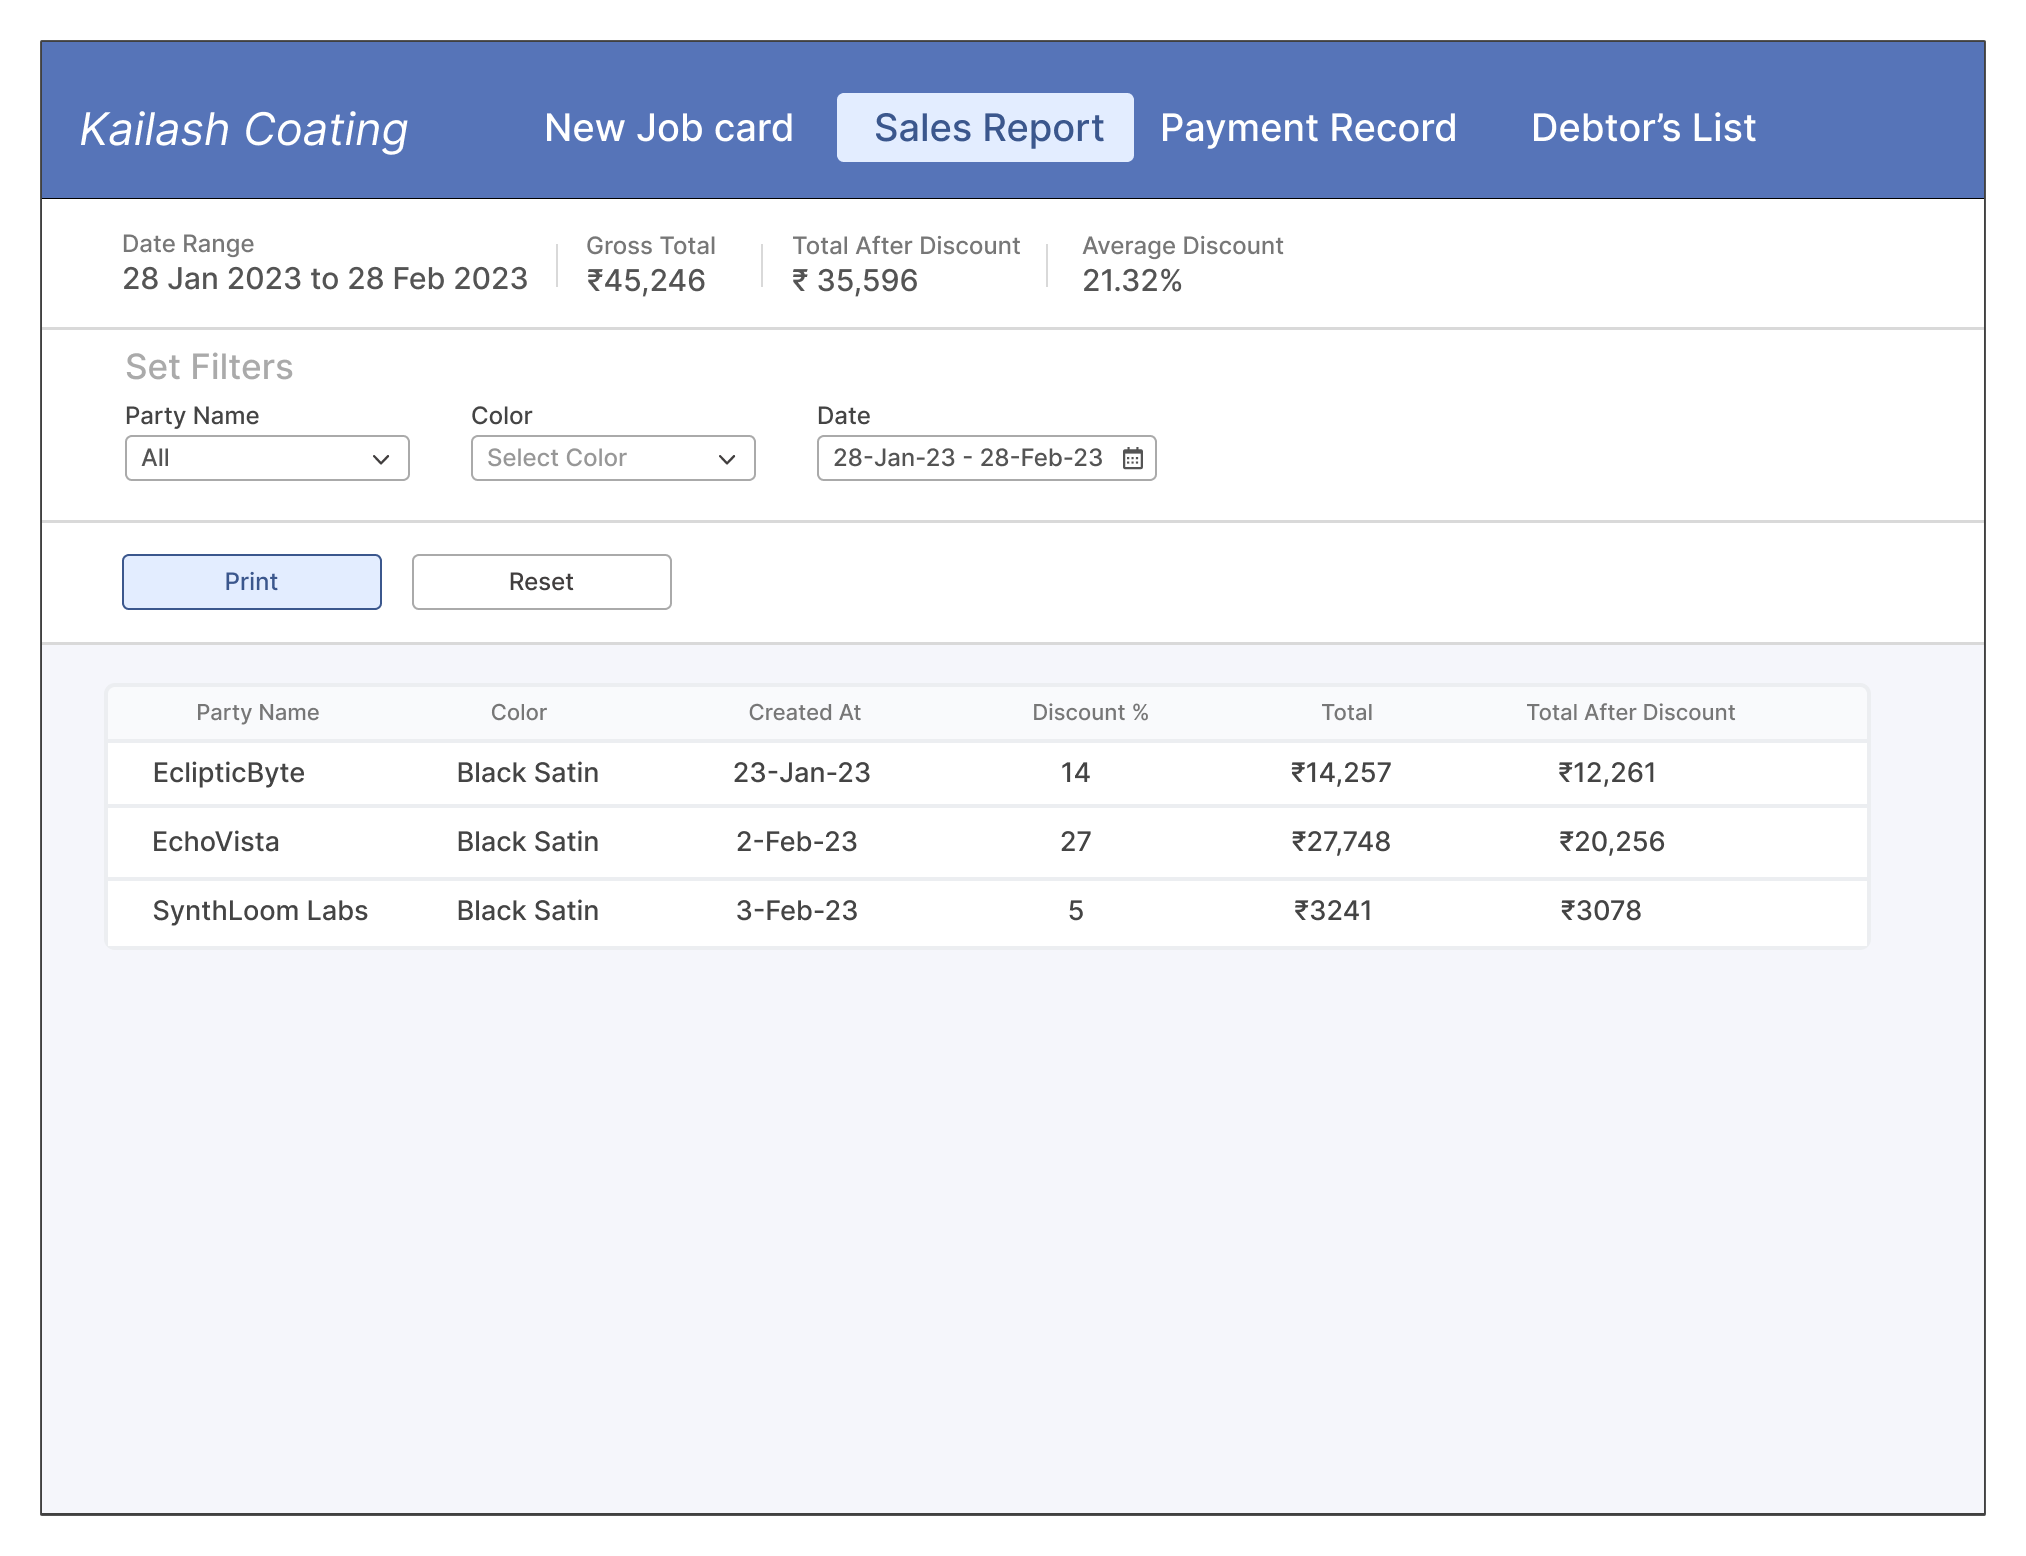 Kailash Coating New Job card Sales Report Payment Record Debtor’s List
Date Range Gross Total Total After Discount Average Discount
28 Jan 2023 to 28 Feb 2023 ₹45,246 ₹ 35,596 21.32%
Set Filters
Party Name Color Date
All Select Color 28-Jan-23 - 28-Feb-23
Print Reset
Party Name Color Created At Discount % Total Total After Discount
EclipticByte Black Satin 23-Jan-23 14 ₹14,257 ₹12,261
EchoVista Black Satin 2-Feb-23 27 ₹27,748 ₹20,256
SynthLoom Labs Black Satin 3-Feb-23 5 ₹3241 ₹3078